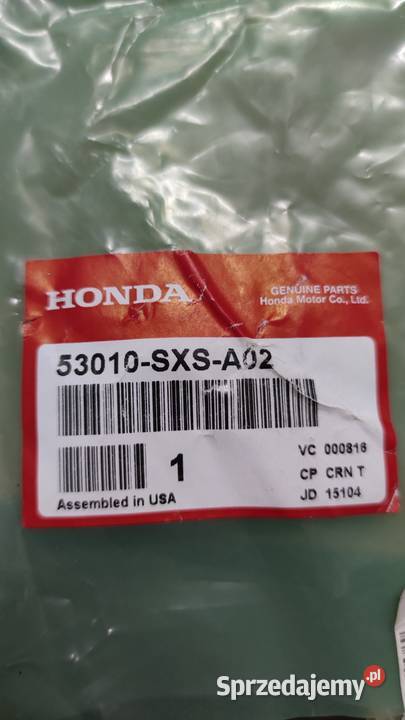 HONDA
GENUINE PARTS
Honda Motor Co., Ltd.
53010-SXS-A02
1
VC 000816
CP CRN T
JD 15104
Assembled in USA
Sprzedajemy.pl